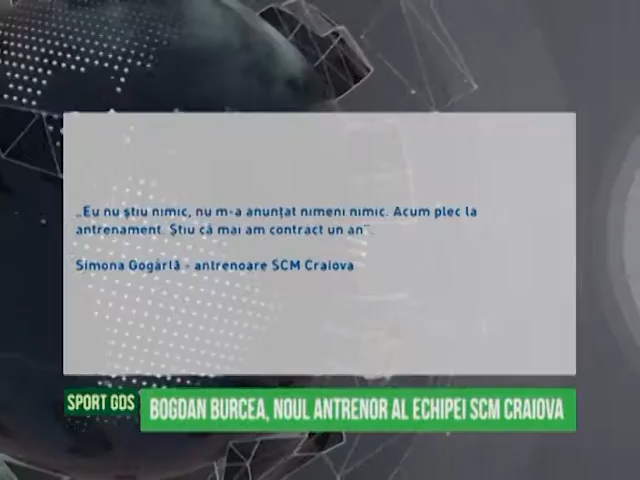 „Eu nu știu nimic, nu m-a anunțat nimeni nimic. Acum plec la
antrenament. Știu că mai am contract un an”.
Simona Gogârlă - antrenoare SCM Craiova
SPORT GDS
BOGDAN BURCEA, NOUL ANTRENOR AL ECHIPEI SCM CRAIOVA